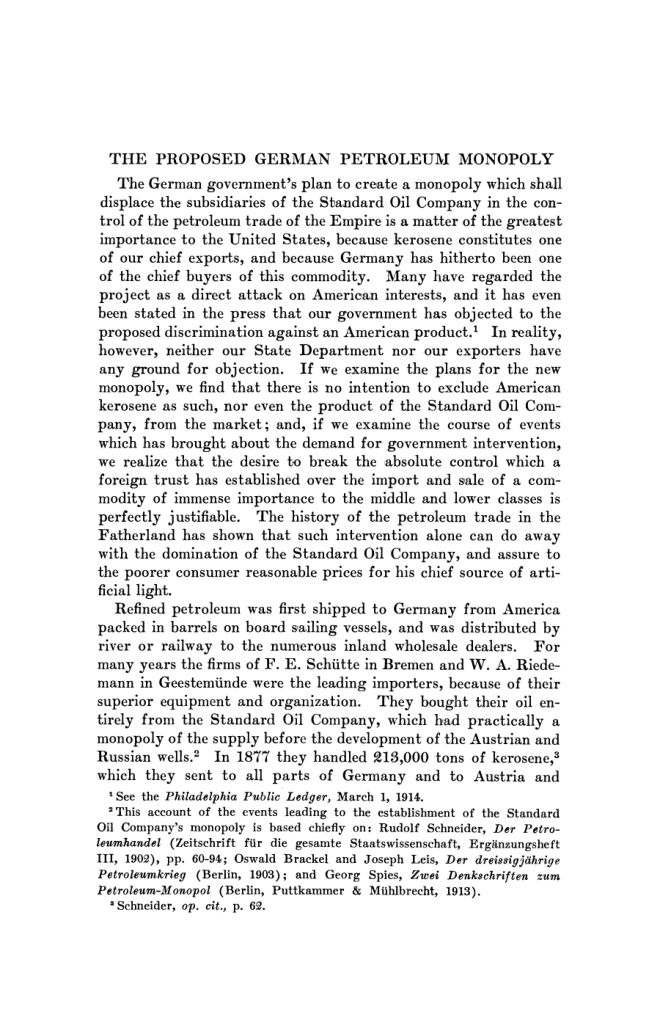 THE PROPOSED GERMAN PETROLEUM MONOPOLY
The German government's plan to create a monopoly which shall
displace the subsidiaries of the Standard Oil Company in the con-
trol of the petroleum trade of the Empire is a matter of the greatest
importance to the United States, because kerosene constitutes one
of our chief exports, and because Germany has hitherto been one
of the chief buyers of this commodity. Many have regarded the
project as a direct attack on American interests, and it has even
been stated in the press that our government has objected to the
proposed discrimination against an American product.¹ In reality,
however, neither our State Department nor our exporters have
any ground for objection. If we examine the plans for the new
monopoly, we find that there is no intention to exclude American
kerosene as such, nor even the product of the Standard Oil Com-
pany, from the market; and, if we examine the course of events
which has brought about the demand for government intervention,
we realize that the desire to break the absolute control which a
foreign trust has established over the import and sale of a com-
modity of immense importance to the middle and lower classes is
perfectly justifiable. The history of the petroleum trade in the
Fatherland has shown that such intervention alone can do away
with the domination of the Standard Oil Company, and assure to
the poorer consumer reasonable prices for his chief source of arti-
ficial light.
Refined petroleum was first shipped to Germany from America
packed in barrels on board sailing vessels, and was distributed by
river or railway to the numerous inland wholesale dealers. For
many years the firms of F. E. Schütte in Bremen and W. A. Riede-
mann in Geestemünde were the leading importers, because of their
superior equipment and organization. They bought their oil en-
tirely from the Standard Oil Company, which had practically a
monopoly of the supply before the development of the Austrian and
Russian wells.² In 1877 they handled 213,000 tons of kerosene,³
which they sent to all parts of Germany and to Austria and
¹ See the Philadelphia Public Ledger, March 1, 1914.
² This account of the events leading to the establishment of the Standard
Oil Company's monopoly is based chiefly on: Rudolf Schneider, Der Petro-
leumhandel (Zeitschrift für die gesamte Staatswissenschaft, Ergänzungsheft
III, 1902), pp. 60-94; Oswald Brackel and Joseph Leis, Der dreissigjährige
Petroleumkrieg (Berlin, 1903); and Georg Spies, Zwei Denkschriften zum
Petroleum-Monopol (Berlin, Puttkammer & Mühlbrecht, 1913).
³ Schneider, op. cit., p. 62.